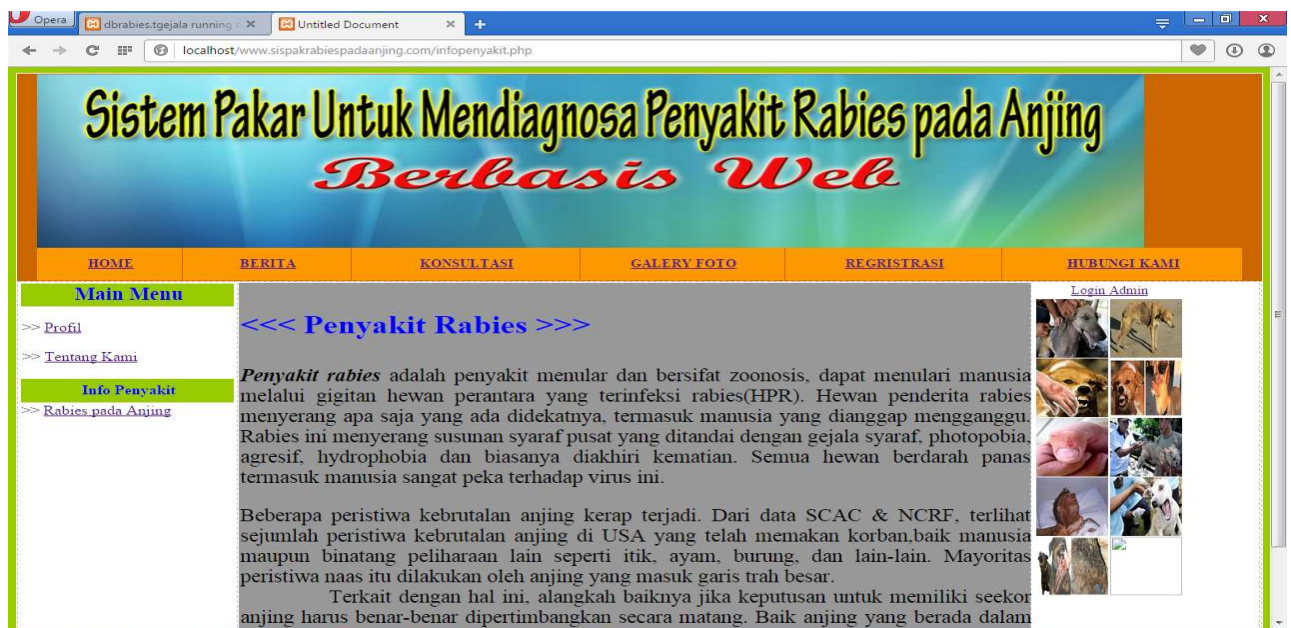 Opera
dbrabies.tgejala running
Untitled Document
localhost/www.sispakrabiespadaanjing.com/infopenyakit.php
Sistem Pakar Untuk Mendiagnosa Penyakit Rabies pada Anjing
Berbasis Web
HOME BERITA KONSULTASI GALERY FOTO REGRISTRASI HUBUNGI KAMI
Main Menu
>> Profil
>> Tentang Kami
Info Penyakit
>> Rabies pada Anjing
<<< Penyakit Rabies >>>
Penyakit rabies adalah penyakit menular dan bersifat zoonosis, dapat menulari manusia
melalui gigitan hewan perantara yang terinfeksi rabies(HPR). Hewan penderita rabies
menyerang apa saja yang ada didekatnya, termasuk manusia yang dianggap mengganggu.
Rabies ini menyerang susunan syaraf pusat yang ditandai dengan gejala syaraf, photopobia,
agresif, hydrophobia dan biasanya diakhiri kematian. Semua hewan berdarah panas
termasuk manusia sangat peka terhadap virus ini.
Beberapa peristiwa kebrutalan anjing kerap terjadi. Dari data SCAC & NCRF, terlihat
sejumlah peristiwa kebrutalan anjing di USA yang telah memakan korban,baik manusia
maupun binatang peliharaan lain seperti itik, ayam, burung, dan lain-lain. Mayoritas
peristiwa naas itu dilakukan oleh anjing yang masuk garis trah besar.
Terkait dengan hal ini, alangkah baiknya jika keputusan untuk memiliki seekor
anjing harus benar-benar dipertimbangkan secara matang. Baik anjing yang berada dalam
Login Admin